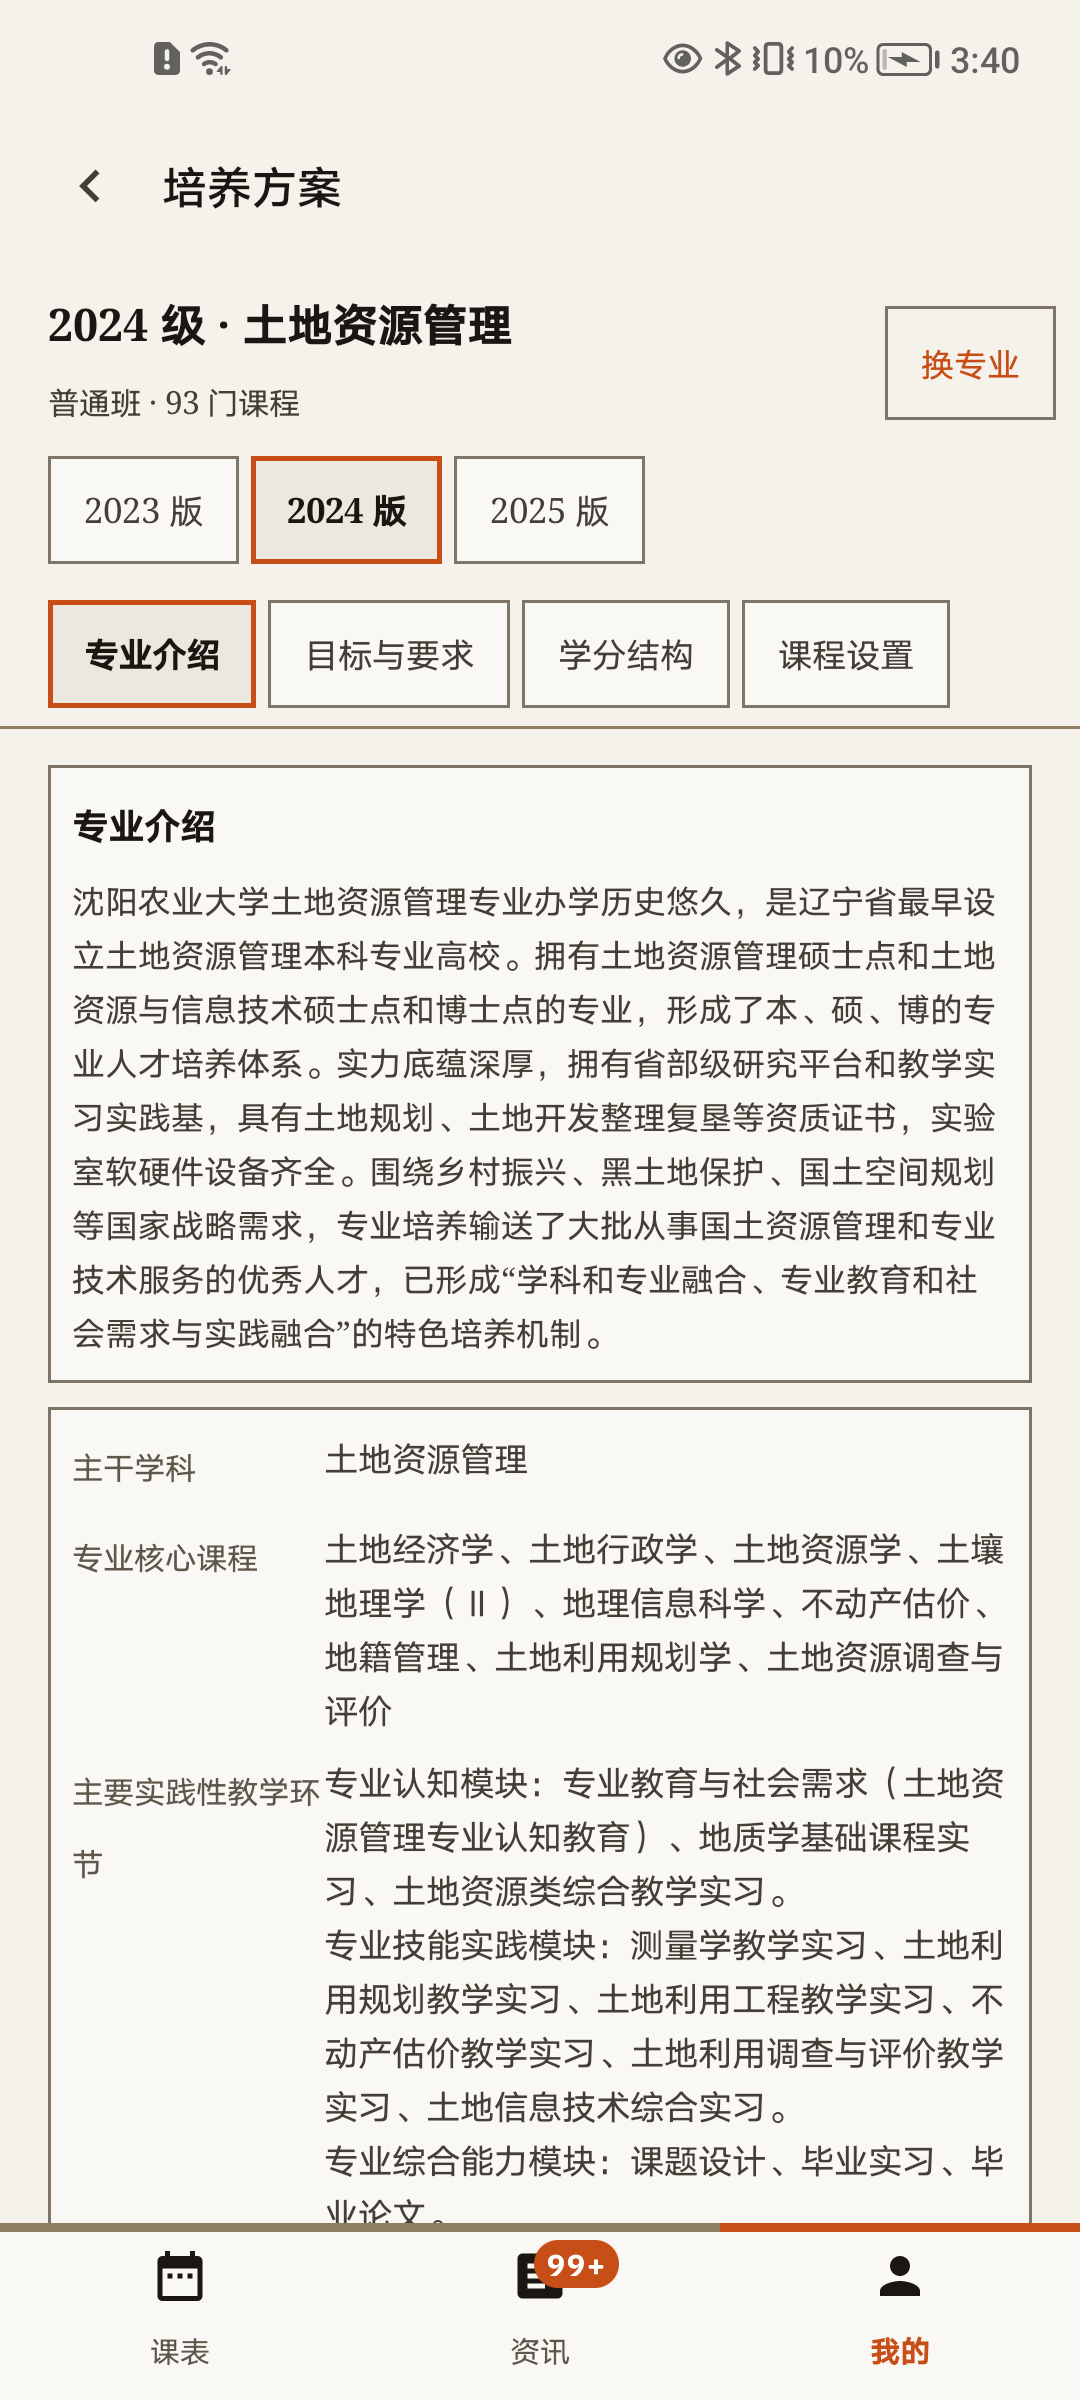 10% 3:40
培养方案
2024 级 · 土地资源管理
换专业
普通班 · 93 门课程
2023 版 2024 版 2025 版
专业介绍 目标与要求 学分结构 课程设置
专业介绍
沈阳农业大学土地资源管理专业办学历史悠久，是辽宁省最早设
立土地资源管理本科专业高校。拥有土地资源管理硕士点和土地
资源与信息技术硕士点和博士点的专业，形成了本、硕、博的专
业人才培养体系。实力底蕴深厚，拥有省部级研究平台和教学实
习实践基，具有土地规划、土地开发整理复垦等资质证书，实验
室软硬件设备齐全。围绕乡村振兴、黑土地保护、国土空间规划
等国家战略需求，专业培养输送了大批从事国土资源管理和专业
技术服务的优秀人才，已形成“学科和专业融合、专业教育和社
会需求与实践融合”的特色培养机制。
主干学科 土地资源管理
专业核心课程 土地经济学、土地行政学、土地资源学、土壤
地理学（Ⅱ）、地理信息科学、不动产估价、
地籍管理、土地利用规划学、土地资源调查与
评价
主要实践性教学环 专业认知模块：专业教育与社会需求（土地资
源管理专业认知教育）、地质学基础课程实
节
习、土地资源类综合教学实习。
专业技能实践模块：测量学教学实习、土地利
用规划教学实习、土地利用工程教学实习、不
动产估价教学实习、土地利用调查与评价教学
实习、土地信息技术综合实习。
专业综合能力模块：课题设计、毕业实习、毕
业论文。
99+
课表 资讯 我的